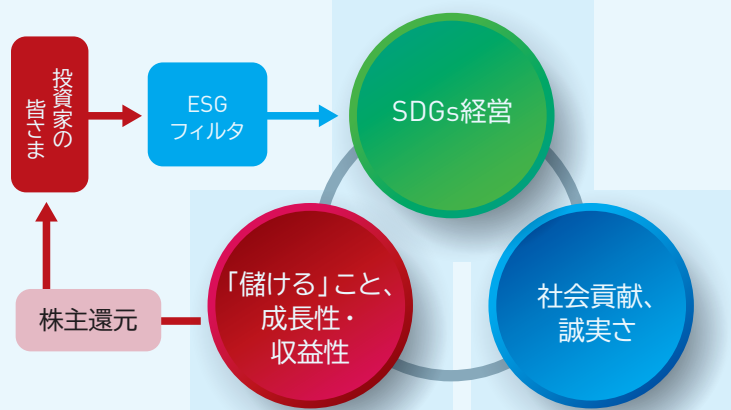 投資家の
皆さま
ESG
フィルタ
SDGs経営
「儲ける」こと、
成長性・
収益性
社会貢献、
誠実さ
株主還元